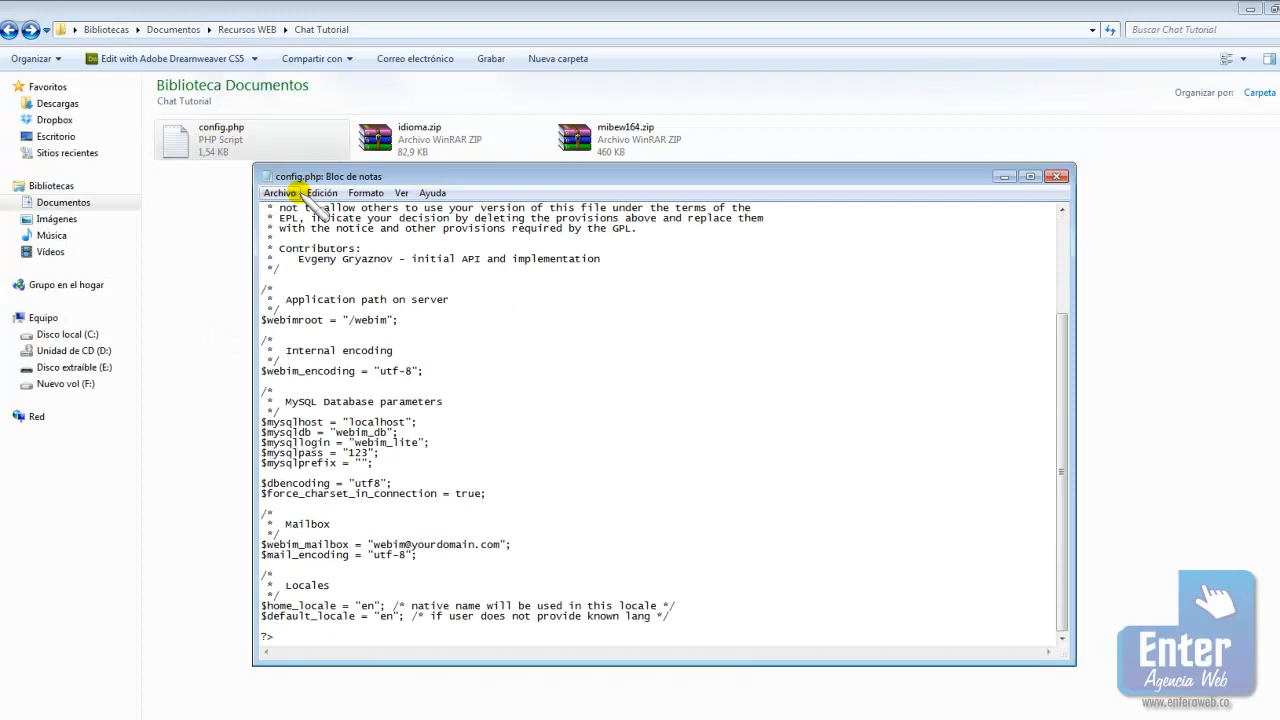 Bibliotecas
Documentos
Recursos WEB
Chat Tutorial
Buscar Chat Tutorial
Organizar
Edit with Adobe Dreamweaver CS5
Compartir con
Correo electrónico
Grabar
Nueva carpeta
Favoritos
Descargas
Dropbox
Escritorio
Sitios recientes
Bibliotecas
Documentos
Imágenes
Música
Vídeos
Grupo en el hogar
Equipo
Disco local (C:)
Unidad de CD (D:)
Disco extraíble (E:)
Nuevo vol (F:)
Red
Biblioteca Documentos
Chat Tutorial
Organizar por:
Carpeta
config.php
PHP Script
1,54 KB
idioma.zip
Archivo WinRAR ZIP
82,9 KB
mibew164.zip
Archivo WinRAR ZIP
460 KB
config.php: Bloc de notas
Archivo
Edición
Formato
Ver
Ayuda
* not to allow others to use your version of this file under the terms of the
* EPL, indicate your decision by deleting the provisions above and replace them
* with the notice and other provisions required by the GPL.
*
* Contributors:
*    Evgeny Gryaznov - initial API and implementation
*/
/*
*  Application path on server
*/
$webimroot = "/webim";
/*
*  Internal encoding
*/
$webim_encoding = "utf-8";
/*
*  MySQL Database parameters
*/
$mysqlhost = "localhost";
$mysqldb = "webim_db";
$mysqllogin = "webim_lite";
$mysqlpass = "123";
$mysqlprefix = "";
$dbencoding = "utf8";
$force_charset_in_connection = true;
/*
*  Mailbox
*/
$webim_mailbox = "webim@yourdomain.com";
$mail_encoding = "utf-8";
/*
*  Locales
*/
$home_locale = "en"; /* native name will be used in this locale */
$default_locale = "en"; /* if user does not provide known lang */
?>
Enter
Agencia Web
www.enteraweb.co